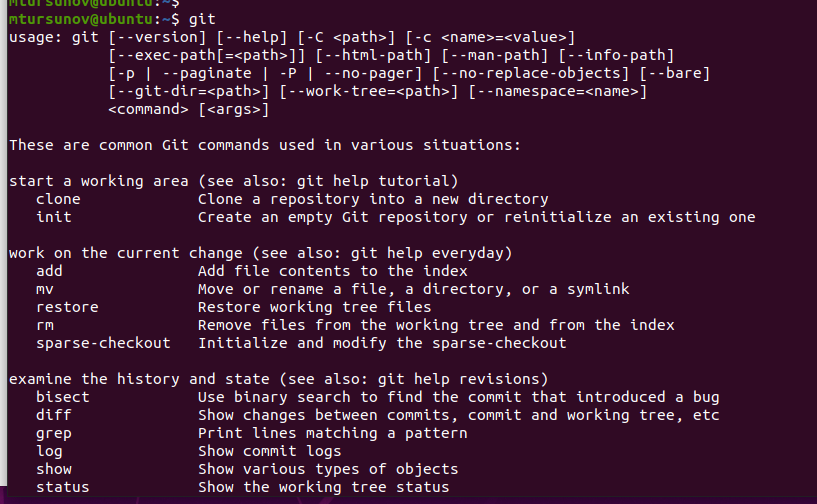 mtursunov@ubuntu:~$
mtursunov@ubuntu:~$ git
usage: git [--version] [--help] [-C <path>] [-c <name>=<value>]
           [--exec-path[=<path>]] [--html-path] [--man-path] [--info-path]
           [-p | --paginate | -P | --no-pager] [--no-replace-objects] [--bare]
           [--git-dir=<path>] [--work-tree=<path>] [--namespace=<name>]
           <command> [<args>]

These are common Git commands used in various situations:

start a working area (see also: git help tutorial)
   clone             Clone a repository into a new directory
   init              Create an empty Git repository or reinitialize an existing one

work on the current change (see also: git help everyday)
   add               Add file contents to the index
   mv                Move or rename a file, a directory, or a symlink
   restore           Restore working tree files
   rm                Remove files from the working tree and from the index
   sparse-checkout   Initialize and modify the sparse-checkout

examine the history and state (see also: git help revisions)
   bisect            Use binary search to find the commit that introduced a bug
   diff              Show changes between commits, commit and working tree, etc
   grep              Print lines matching a pattern
   log               Show commit logs
   show              Show various types of objects
   status            Show the working tree status